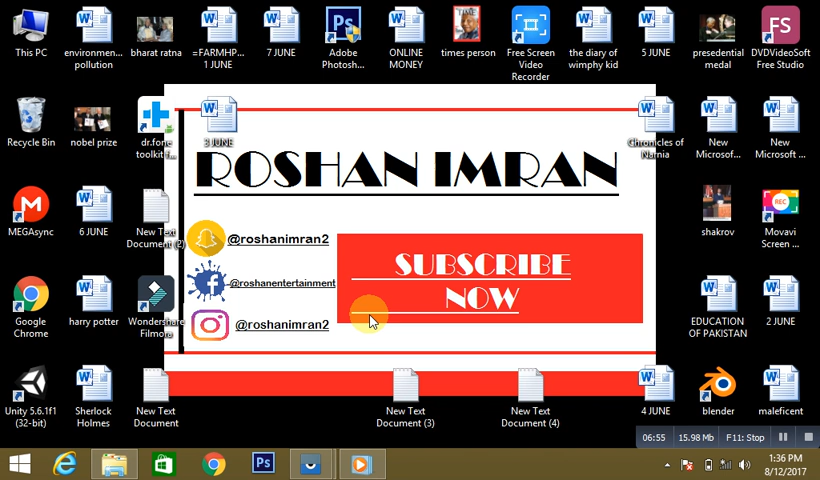 This PC
environmen...
pollution
bharat ratna
=FARMHP...
1 JUNE
7 JUNE
Adobe
Photosh...
ONLINE
MONEY
times person
Free Screen
Video
Recorder
the diary of
wimphy kid
5 JUNE
presedential
medal
DVDVideoSoft
Free Studio
Recycle Bin
nobel prize
dr.fone
toolkit f...
3 JUNE
Chronicles of
Narnia
New
Microsof...
New
Microsoft ...
ROSHAN IMRAN
MEGAsync
6 JUNE
New Text
Document (2)
@roshanimran2
shakrov
Movavi
Screen ...
SUBSCRIBE
NOW
@roshanentertainment
@roshanimran2
Google
Chrome
harry potter
Wondershare
Filmora
EDUCATION
OF PAKISTAN
2 JUNE
Unity 5.6.1f1
(32-bit)
Sherlock
Holmes
New Text
Document
New Text
Document (3)
New Text
Document (4)
4 JUNE
blender
maleficent
06:55
15.98 Mb
F11: Stop
1:36 PM
8/12/2017